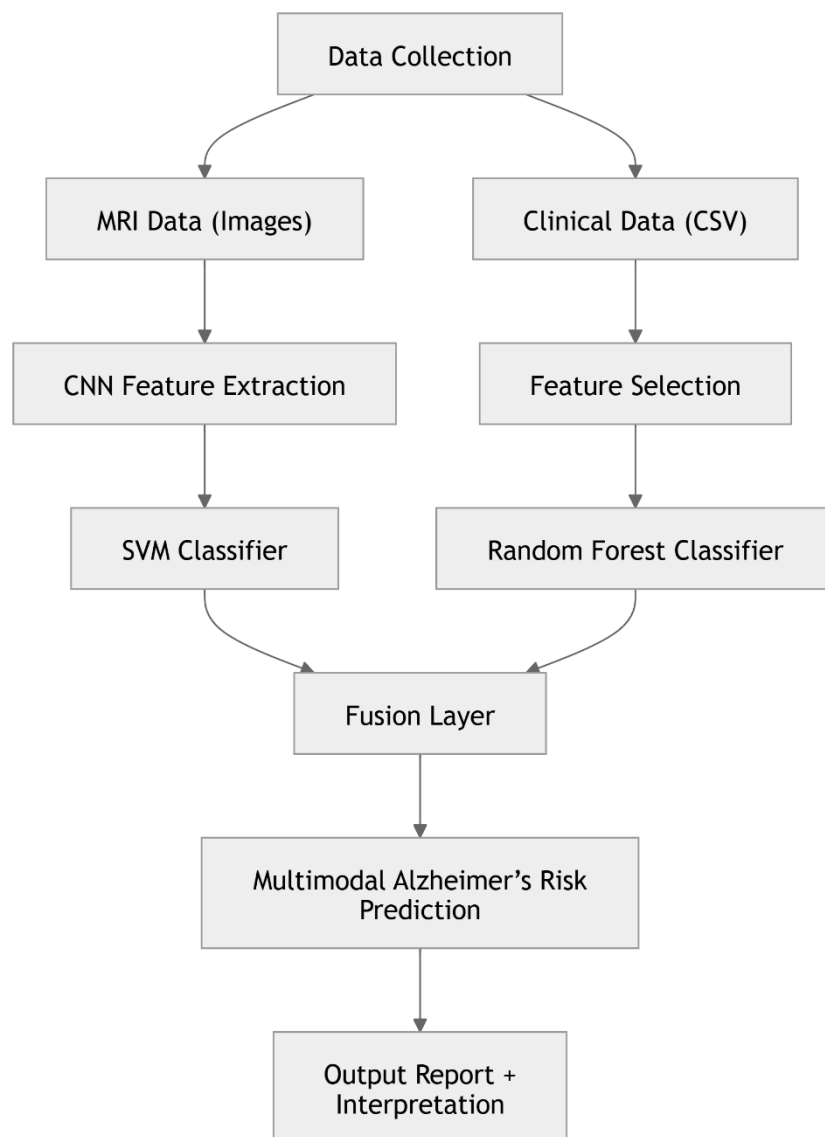 Data Collection
MRI Data (Images)
Clinical Data (CSV)
CNN Feature Extraction
Feature Selection
SVM Classifier
Random Forest Classifier
Fusion Layer
Multimodal Alzheimer’s Risk
Prediction
Output Report +
Interpretation